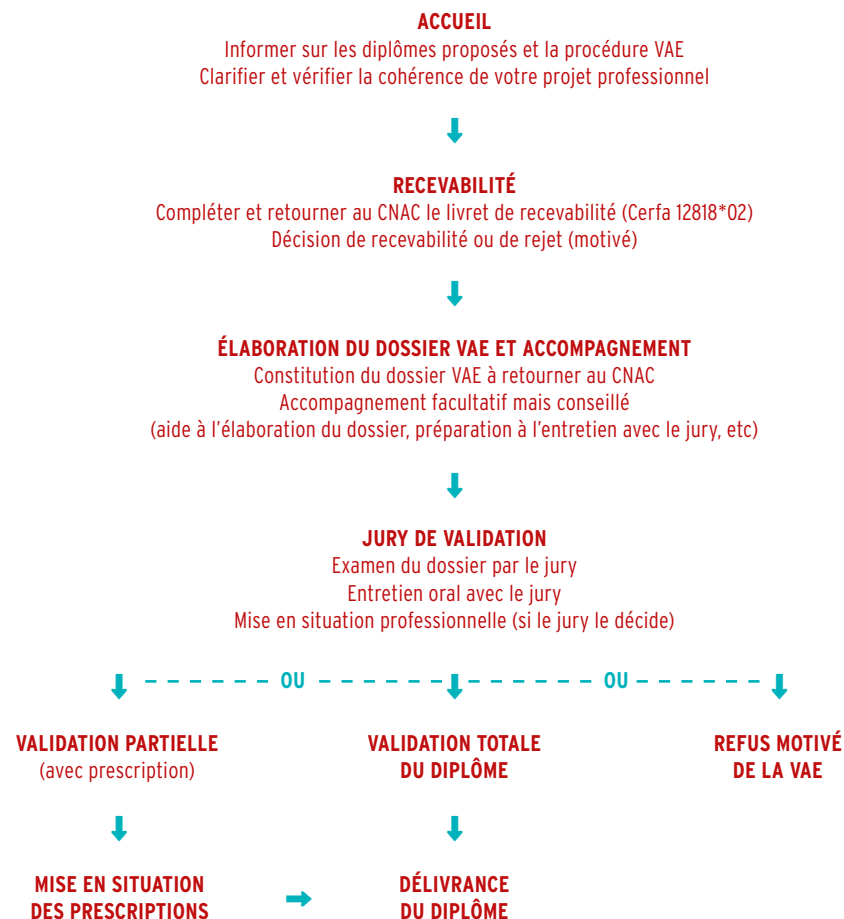 ACCUEIL
Informer sur les diplômes proposés et la procédure VAE
Clarifier et vérifier la cohérence de votre projet professionnel
RECEVABILITÉ
Compléter et retourner au CNAC le livret de recevabilité (Cerfa 12818*02)
Décision de recevabilité ou de rejet (motivé)
ÉLABORATION DU DOSSIER VAE ET ACCOMPAGNEMENT
Constitution du dossier VAE à retourner au CNAC
Accompagnement facultatif mais conseillé
(aide à l'élaboration du dossier, préparation à l'entretien avec le jury, etc)
JURY DE VALIDATION
Examen du dossier par le jury
Entretien oral avec le jury
Mise en situation professionnelle (si le jury le décide)
OU
OU
VALIDATION PARTIELLE
(avec prescription)
VALIDATION TOTALE
DU DIPLÔME
REFUS MOTIVÉ
DE LA VAE
MISE EN SITUATION
DES PRESCRIPTIONS
DÉLIVRANCE
DU DIPLÔME